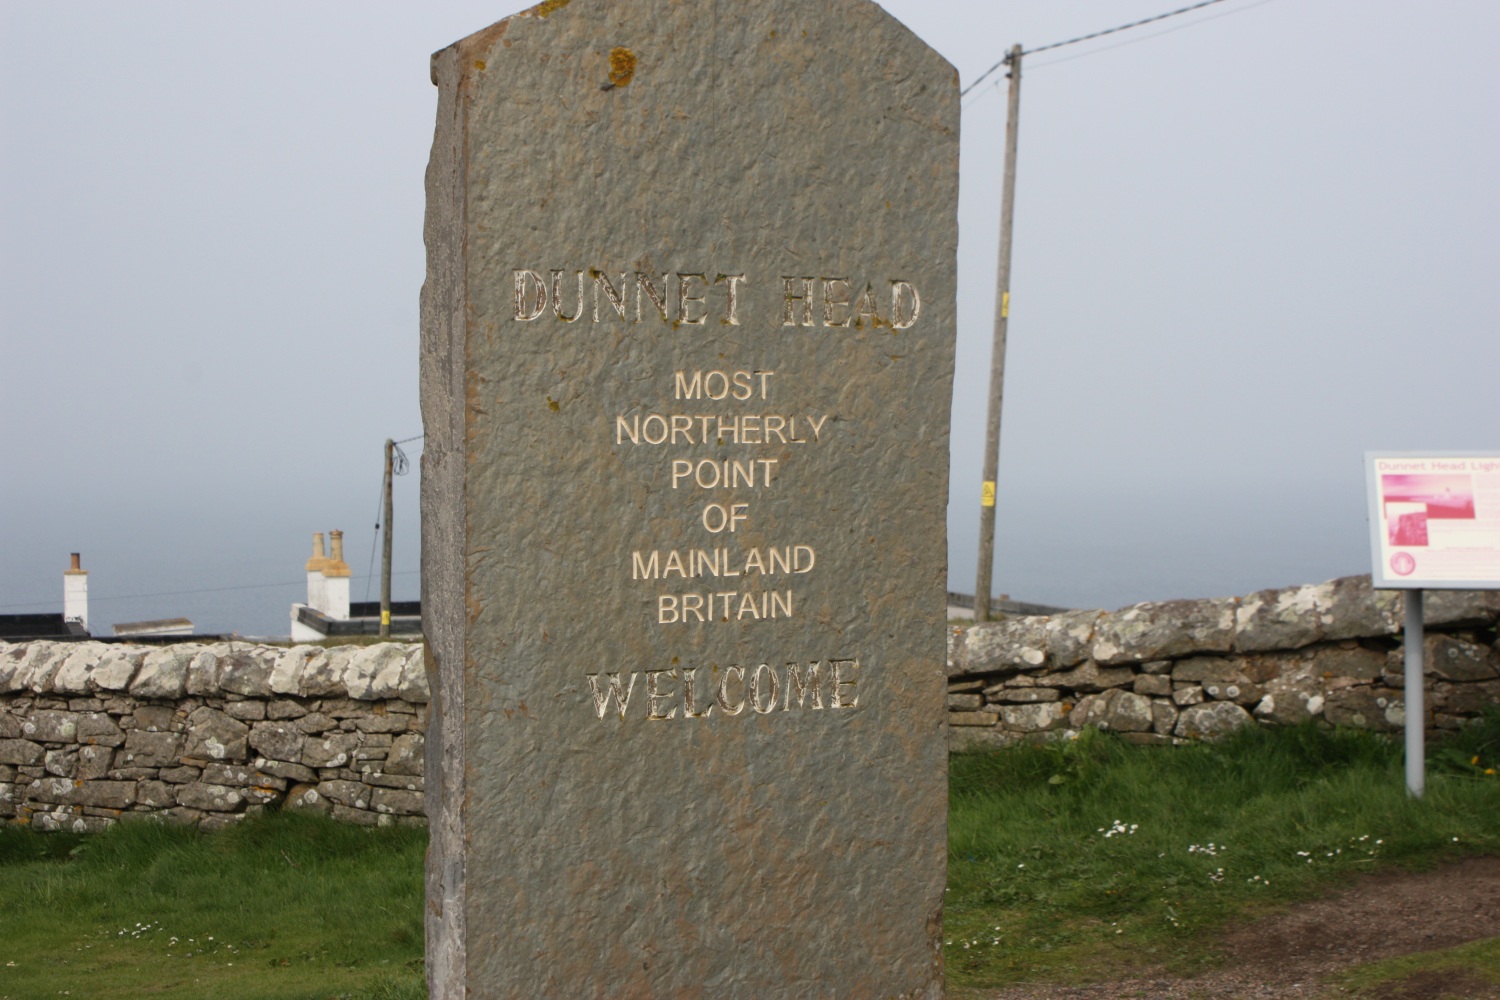 DUNNET HEAD
MOST
NORTHERLY
POINT
OF
MAINLAND
BRITAIN
WELCOME
Dunnet Head Ligh